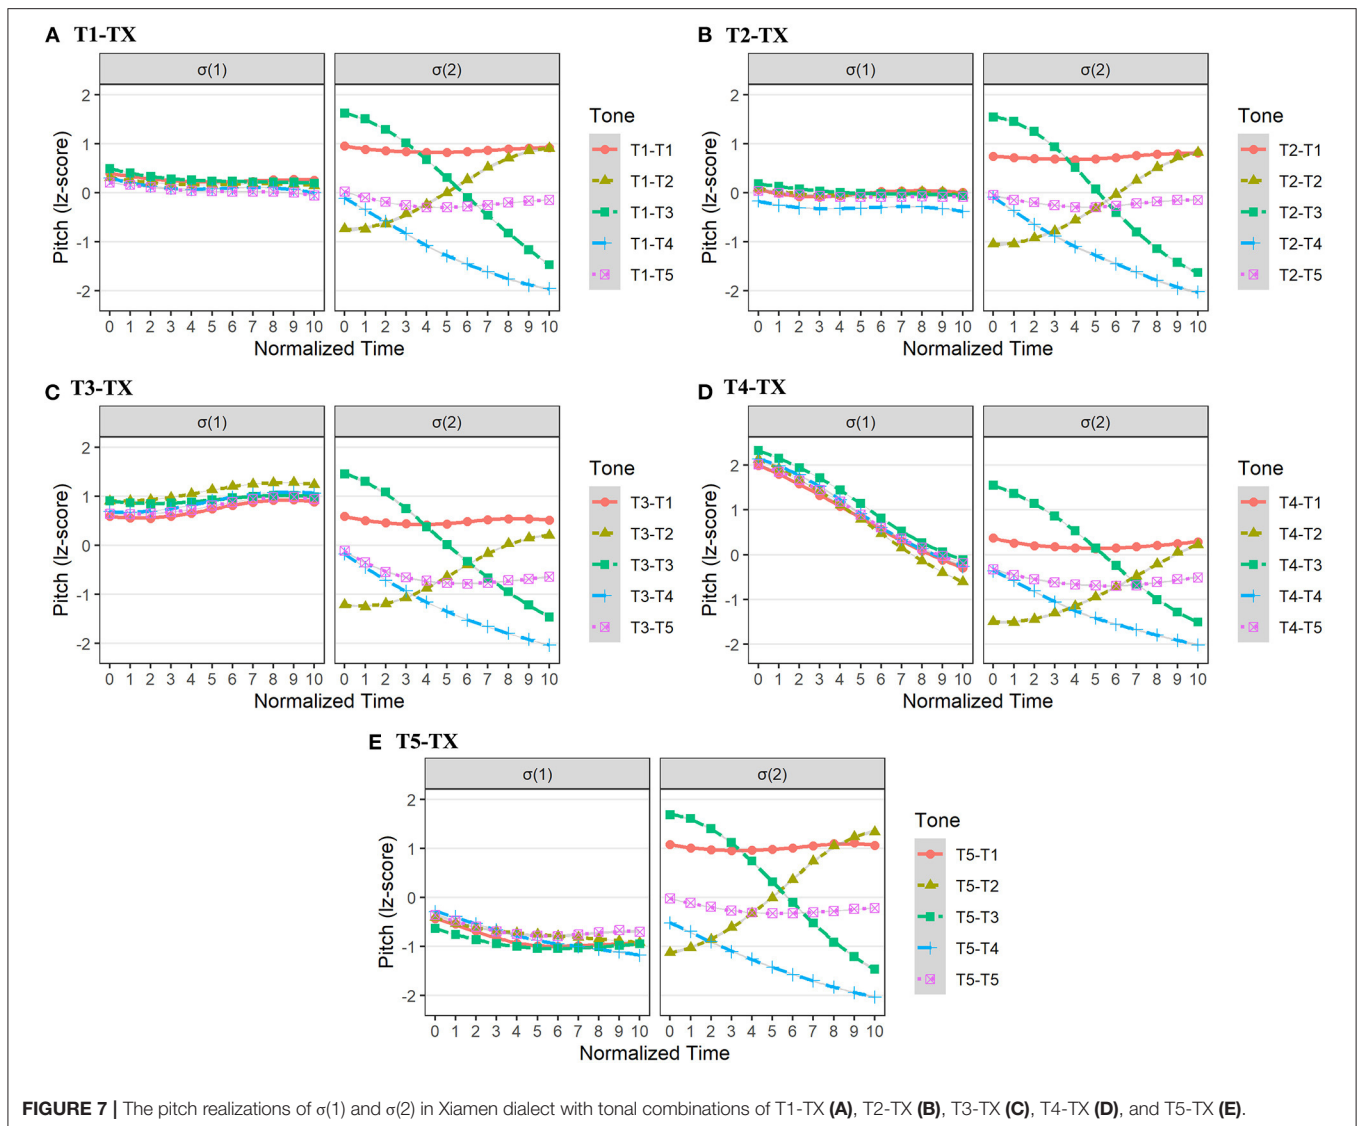 A T1-TX
σ(1) σ(2)
2
1
0
-1
-2
Pitch (lz-score)
0 1 2 3 4 5 6 7 8 9 10 0 1 2 3 4 5 6 7 8 9 10
Normalized Time
Tone
T1-T1
T1-T2
T1-T3
T1-T4
T1-T5
B T2-TX
σ(1) σ(2)
2
1
0
-1
-2
Pitch (lz-score)
0 1 2 3 4 5 6 7 8 9 10 0 1 2 3 4 5 6 7 8 9 10
Normalized Time
Tone
T2-T1
T2-T2
T2-T3
T2-T4
T2-T5
C T3-TX
σ(1) σ(2)
2
1
0
-1
-2
Pitch (lz-score)
0 1 2 3 4 5 6 7 8 9 10 0 1 2 3 4 5 6 7 8 9 10
Normalized Time
Tone
T3-T1
T3-T2
T3-T3
T3-T4
T3-T5
D T4-TX
σ(1) σ(2)
2
1
0
-1
-2
Pitch (lz-score)
0 1 2 3 4 5 6 7 8 9 10 0 1 2 3 4 5 6 7 8 9 10
Normalized Time
Tone
T4-T1
T4-T2
T4-T3
T4-T4
T4-T5
E T5-TX
σ(1) σ(2)
2
1
0
-1
-2
Pitch (lz-score)
0 1 2 3 4 5 6 7 8 9 10 0 1 2 3 4 5 6 7 8 9 10
Normalized Time
Tone
T5-T1
T5-T2
T5-T3
T5-T4
T5-T5
FIGURE 7 | The pitch realizations of σ(1) and σ(2) in Xiamen dialect with tonal combinations of T1-TX (A), T2-TX (B), T3-TX (C), T4-TX (D), and T5-TX (E).